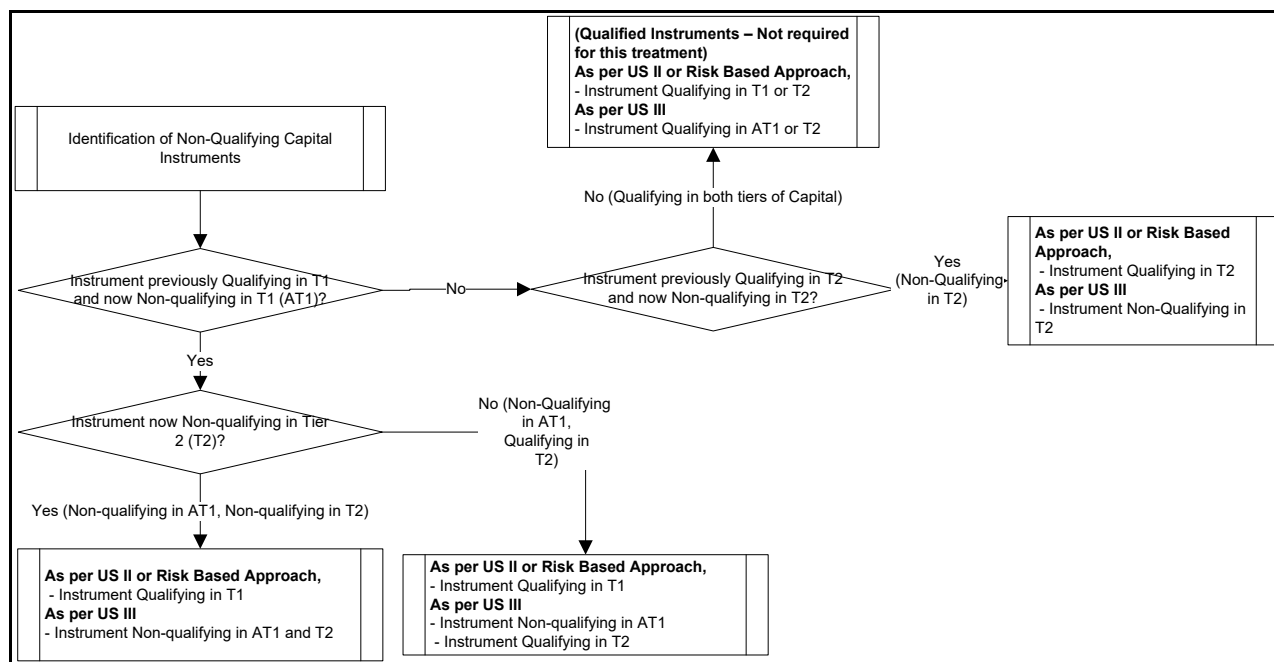 (Qualified Instruments – Not required
for this treatment)
As per US II or Risk Based Approach,
- Instrument Qualifying in T1 or T2
As per US III
- Instrument Qualifying in AT1 or T2
Identification of Non-Qualifying Capital
Instruments
No (Qualifying in both tiers of Capital)
Instrument previously Qualifying in T1
and now Non-qualifying in T1 (AT1)?
No
Instrument previously Qualifying in T2
and now Non-qualifying in T2?
Yes
(Non-Qualifying
in T2)
As per US II or Risk Based
Approach,
- Instrument Qualifying in T2
As per US III
- Instrument Non-Qualifying in
T2
Yes
Instrument now Non-qualifying in Tier
2 (T2)?
No (Non-Qualifying
in AT1,
Qualifying in
T2)
Yes (Non-qualifying in AT1, Non-qualifying in T2)
As per US II or Risk Based Approach,
- Instrument Qualifying in T1
As per US III
- Instrument Non-qualifying in AT1 and T2
As per US II or Risk Based Approach,
- Instrument Qualifying in T1
As per US III
- Instrument Non-qualifying in AT1
- Instrument Qualifying in T2